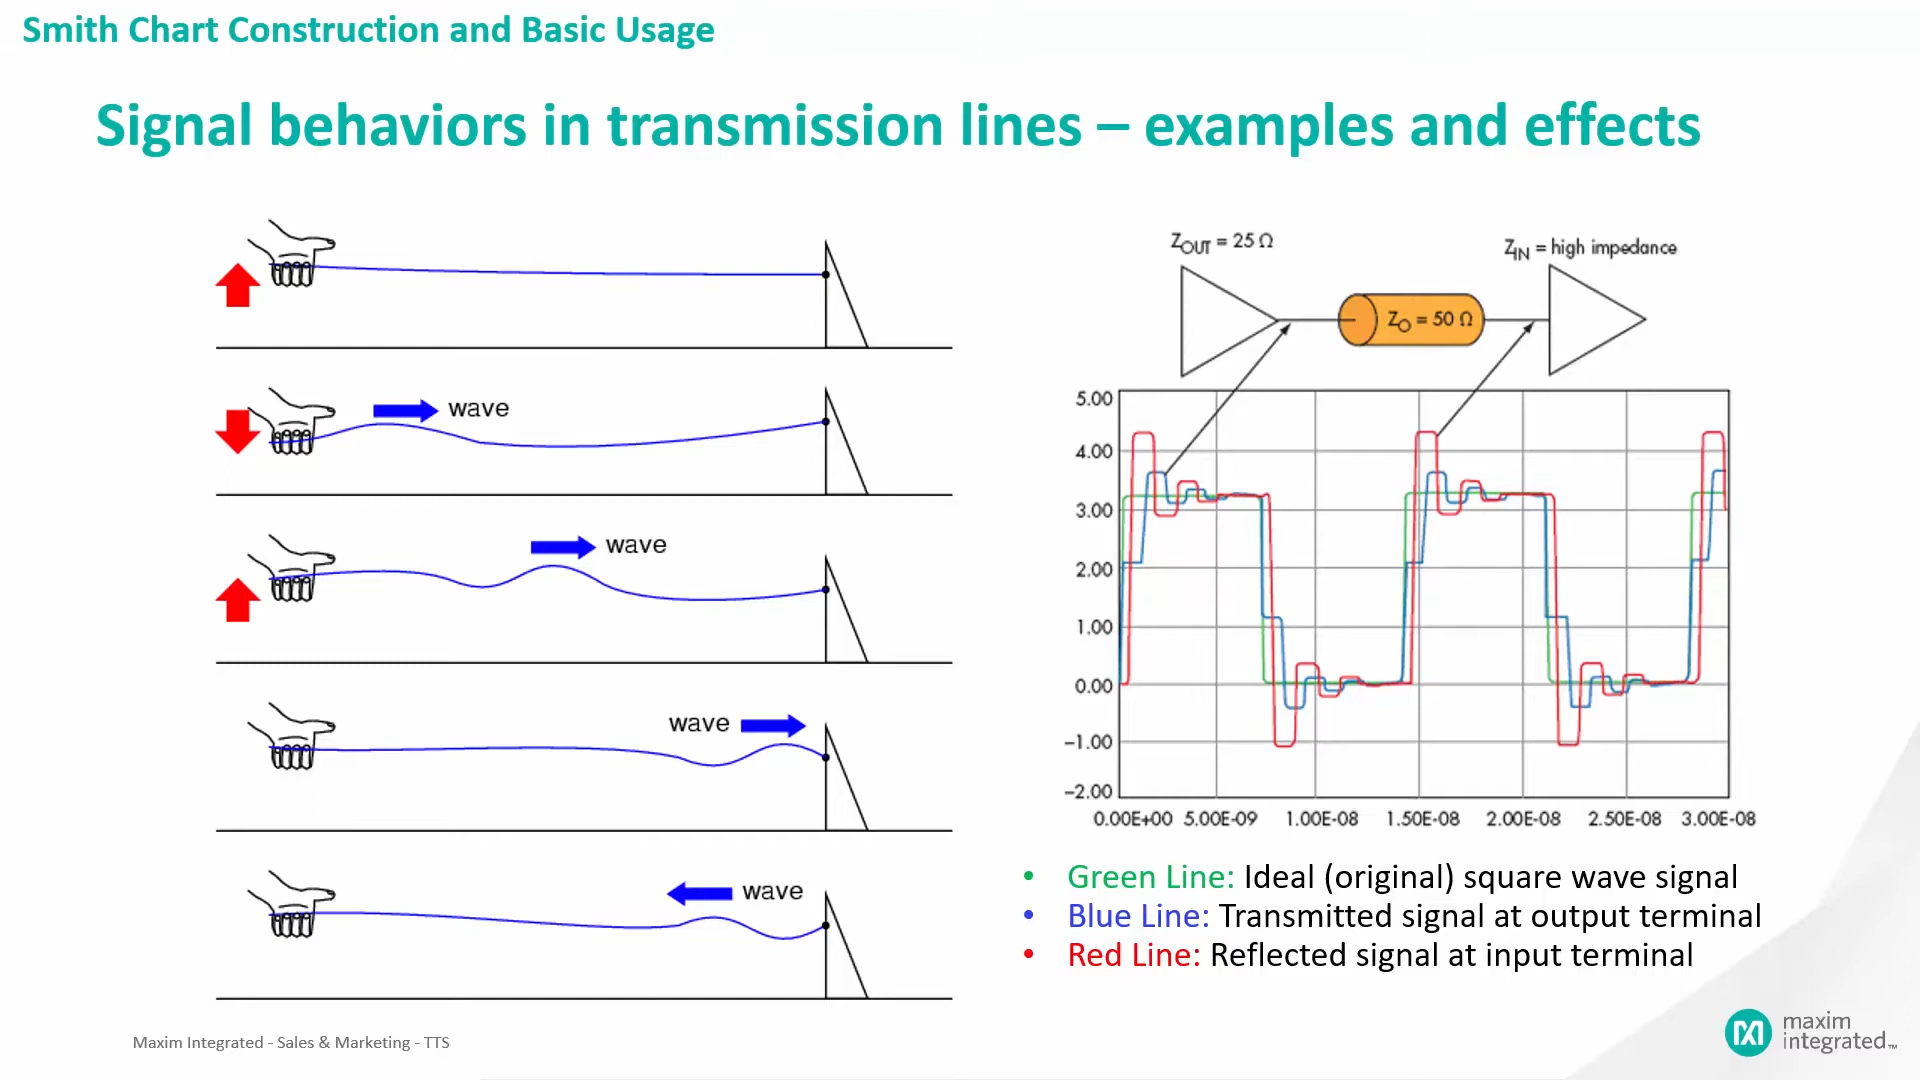 Smith Chart Construction and Basic Usage
Signal behaviors in transmission lines – examples and effects
wave
wave
wave
wave
Z_OUT = 25 Ω
Z_IN = high impedance
Z_O = 50 Ω
5.00
4.00
3.00
2.00
1.00
0.00
–1.00
–2.00
0.00E+00 5.00E-09 1.00E-08 1.50E-08 2.00E-08 2.50E-08 3.00E-08
• Green Line: Ideal (original) square wave signal
• Blue Line: Transmitted signal at output terminal
• Red Line: Reflected signal at input terminal
Maxim Integrated - Sales & Marketing - TTS
maxim
integrated™